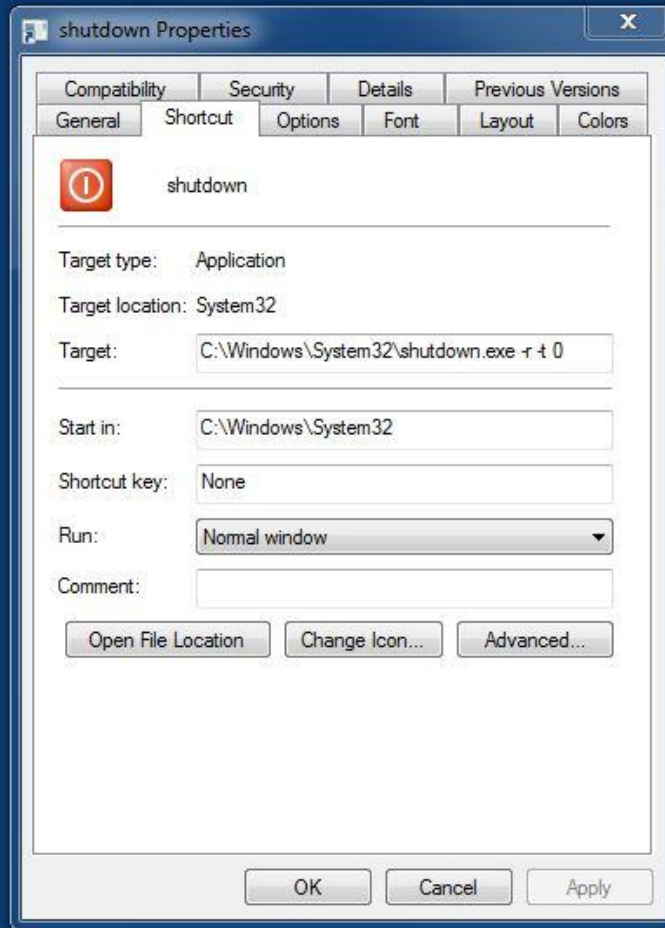 shutdown Properties
X
Compatibility Security Details Previous Versions
General Shortcut Options Font Layout Colors
shutdown
Target type: Application
Target location: System32
Target: C:\Windows\System32\shutdown.exe -r -t 0
Start in: C:\Windows\System32
Shortcut key: None
Run: Normal window
Comment:
Open File Location Change Icon... Advanced...
OK Cancel Apply